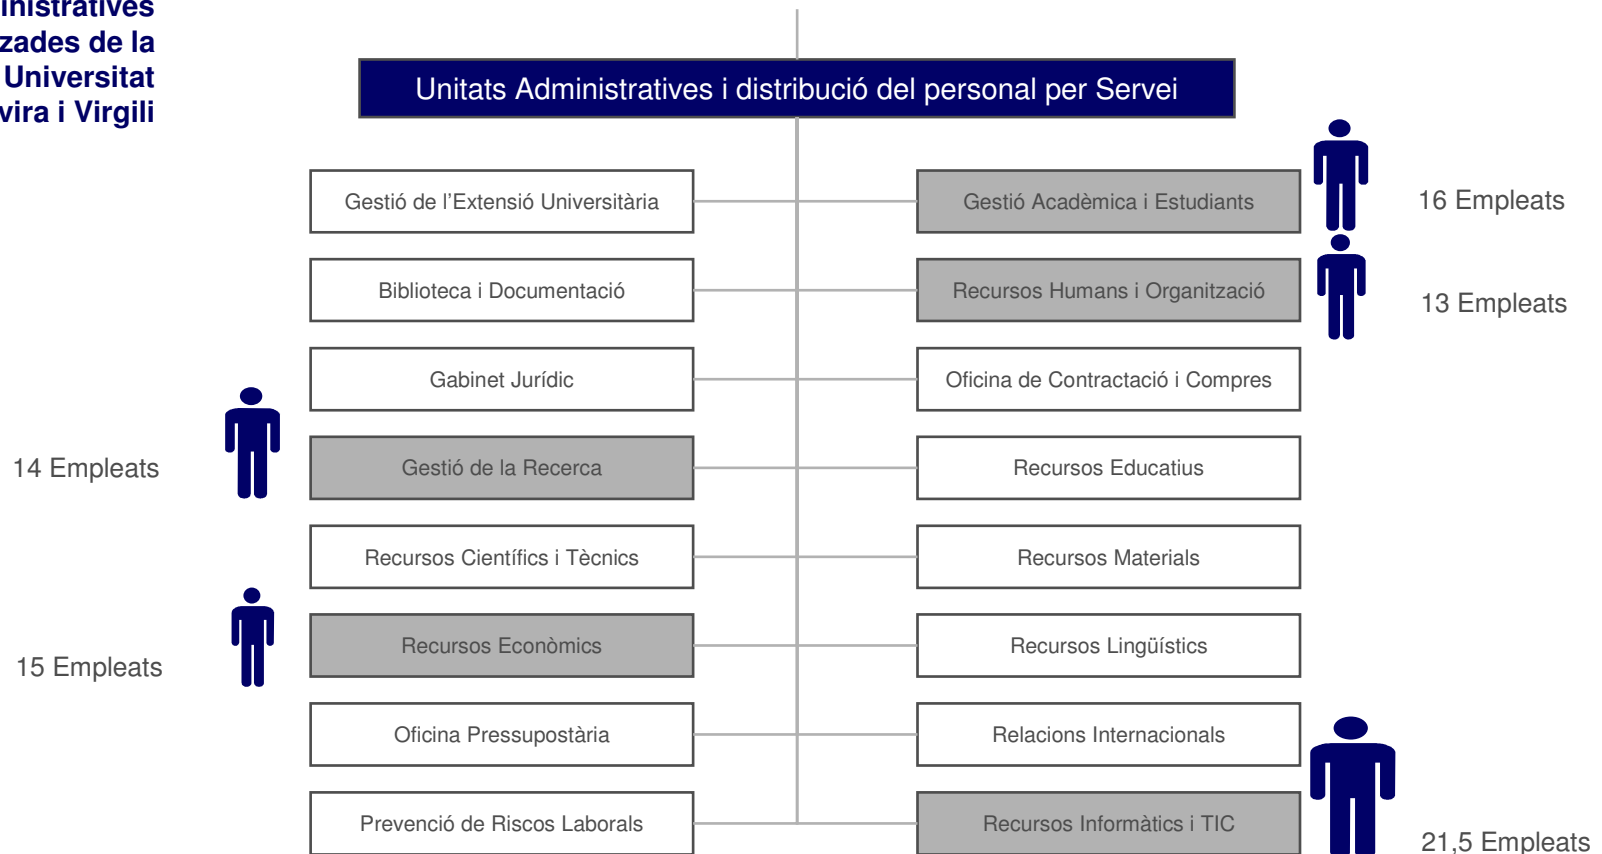 Universitat
Unitats Administratives i distribució del personal per Servei
Gestió de l'Extensió Universitària
Gestió Acadèmica i Estudiants
16 Empleats
Biblioteca i Documentació
Recursos Humans i Organització
13 Empleats
Gabinet Jurídic
Oficina de Contractació i Compres
14 Empleats
Gestió de la Recerca
Recursos Educatius
Recursos Científics i Tècnics
Recursos Materials
15 Empleats
Recursos Econòmics
Recursos Lingüístics
Oficina Pressupostària
Relacions Internacionals
Prevenció de Riscos Laborals
Recursos Informàtics i TIC
21,5 Empleats
zades de la
vira i Virgili
inistratives